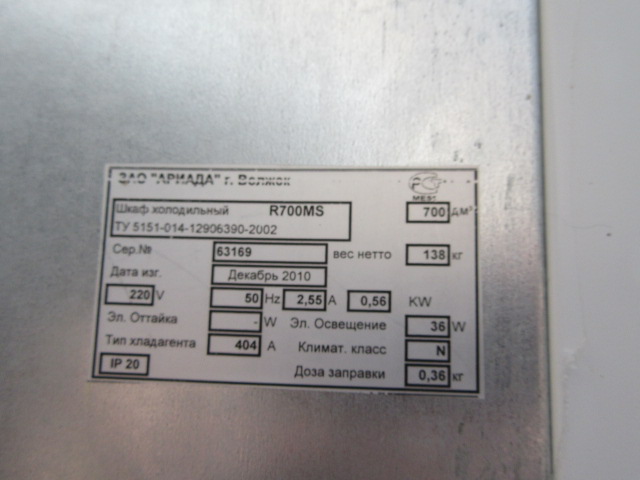 ЗАО "АРИАДА" г. Волжск
МЕ51
Шкаф холодильный R700MS 700 дм³
ТУ 5151-014-12906390-2002
Сер.№ 63169 вес нетто 138 кг
Дата изг. Декабрь 2010
220 V 50 Hz 2,55 A 0,56 KW
Эл. Оттайка - W Эл. Освещение 36 W
Тип хладагента 404 A Климат. класс N
IP 20 Доза заправки 0,36 кг